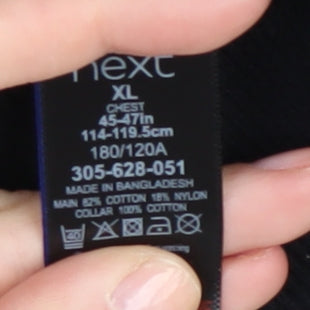 next
XL
CHEST
45-47in
114-119.5cm
180/120A
305-628-051
MADE IN BANGLADESH
MAIN 82% COTTON 18% NYLON
COLLAR 100% COTTON
40